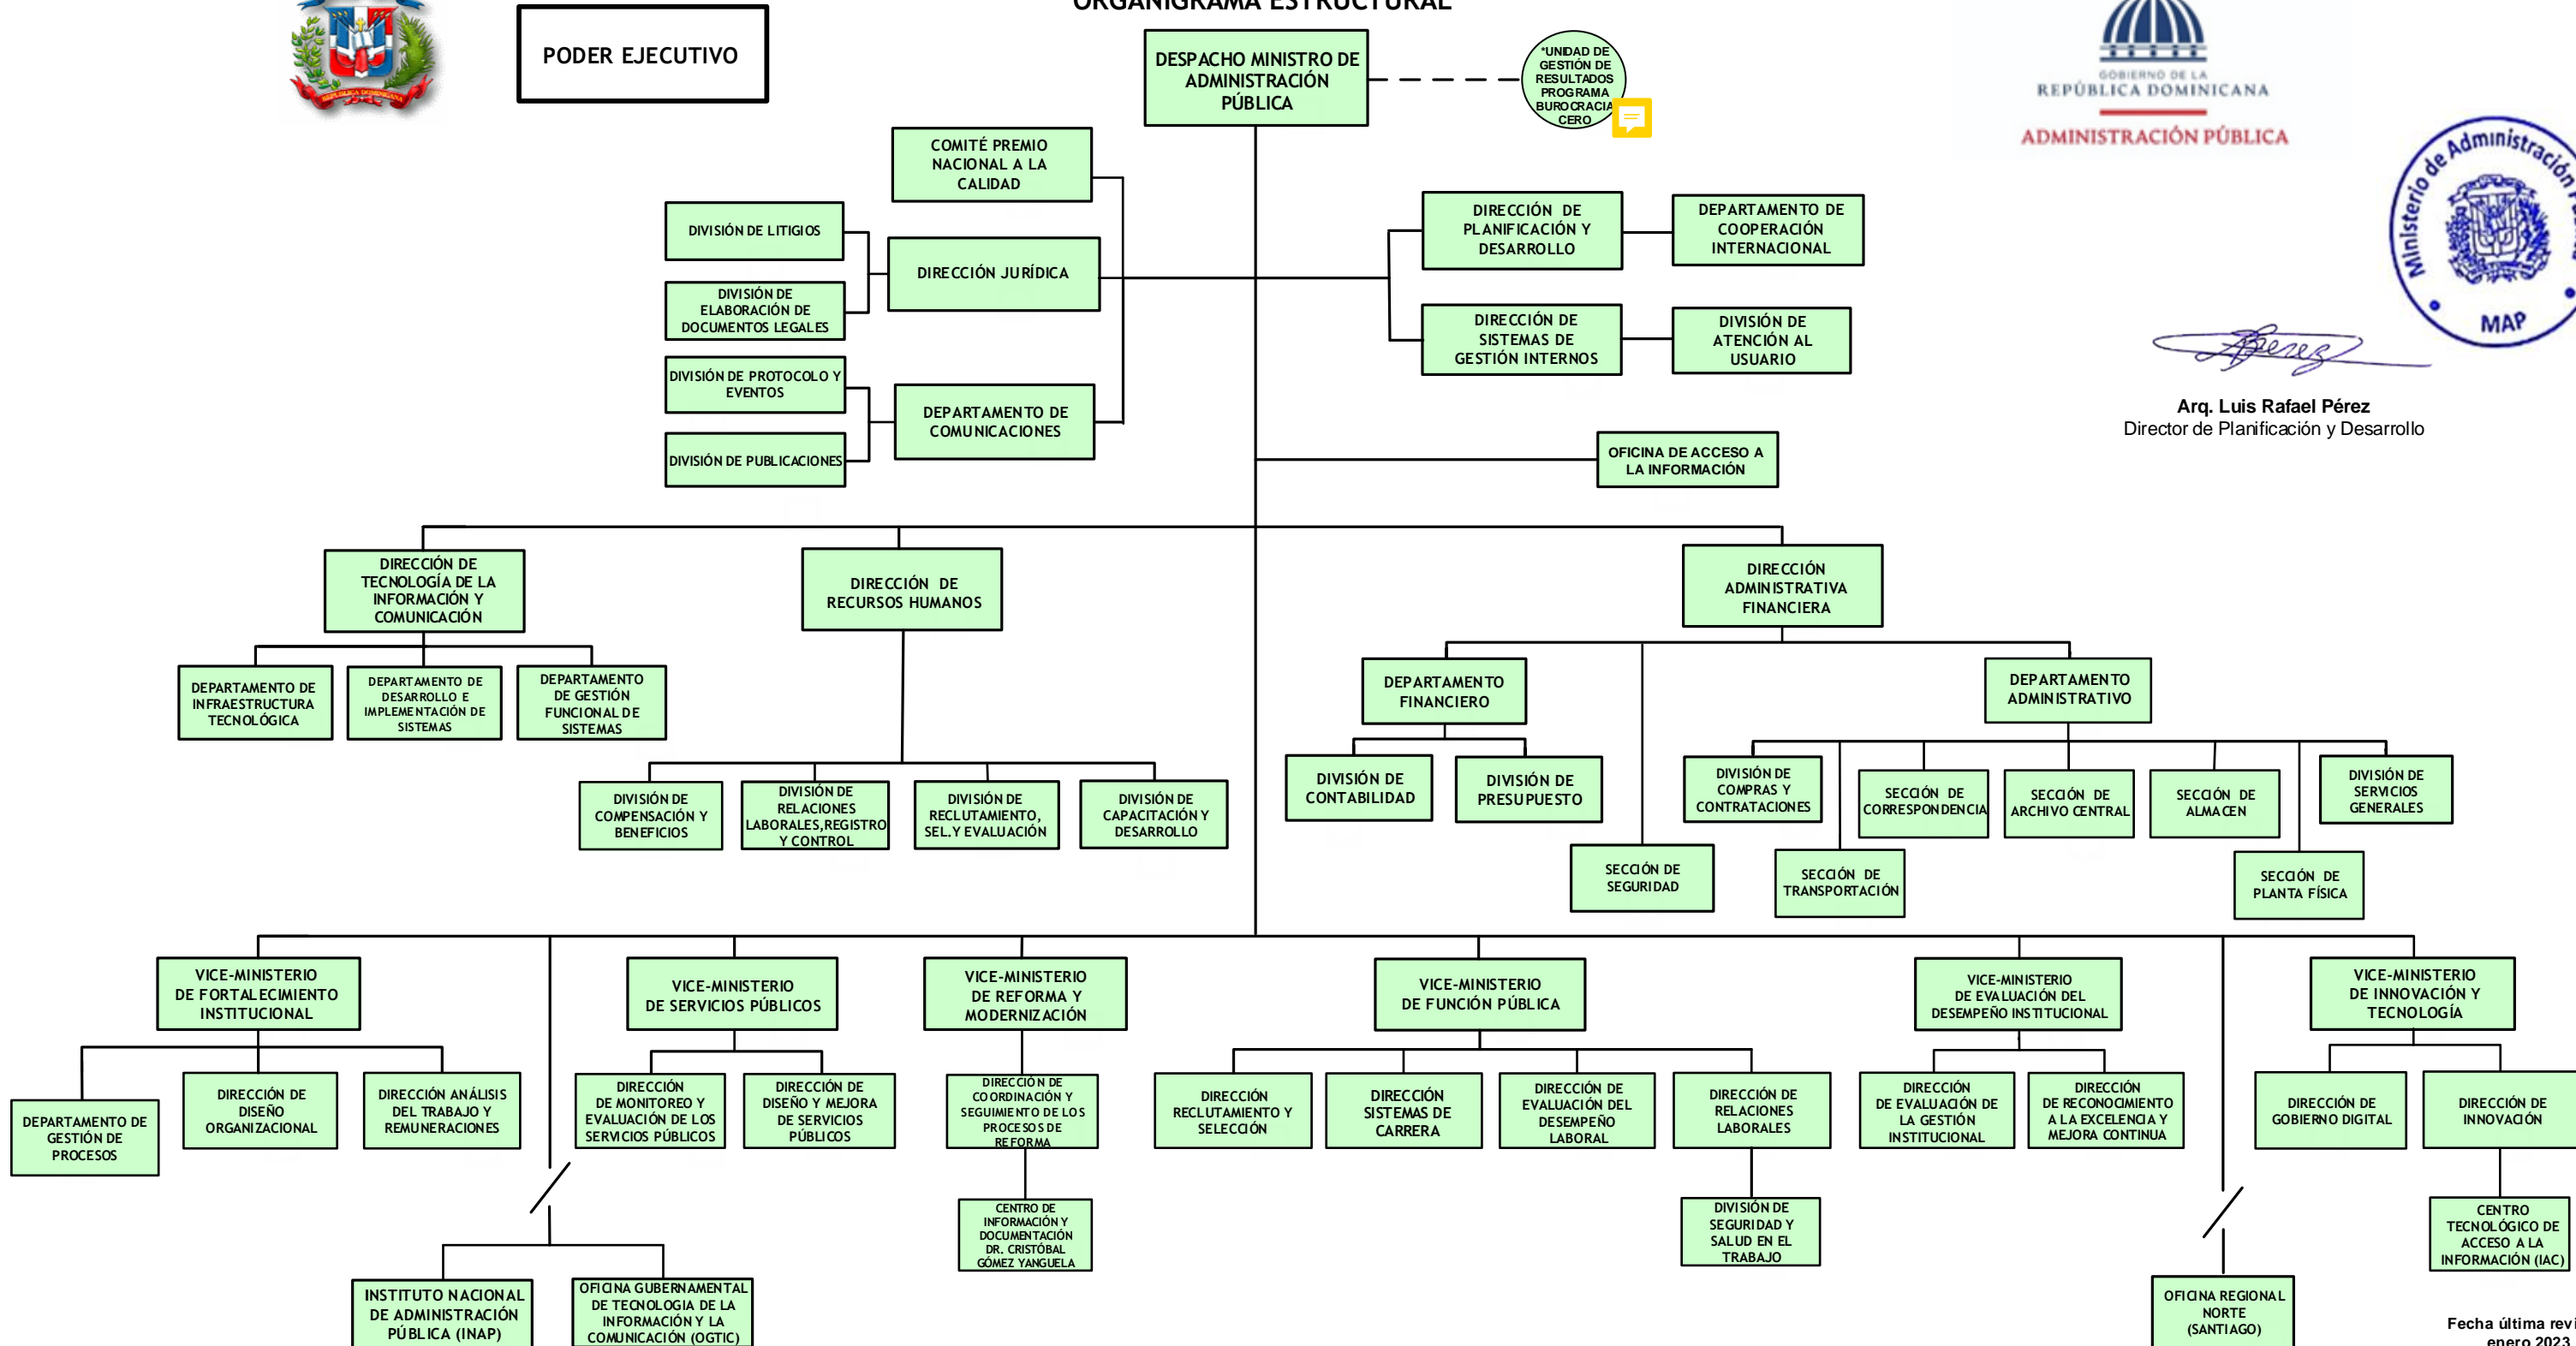 ORGANIGRAMA ESTRUCTURAL
REPUBLICA DOMINICANA
PODER EJECUTIVO
DESPACHO MINISTRO DE
ADMINISTRACIÓN
PÚBLICA
*UNIDAD DE
GESTIÓN DE
RESULTADOS
PROGRAMA
BUROCRACIA
CERO
GOBIERNO DE LA
REPÚBLICA DOMINICANA
ADMINISTRACIÓN PÚBLICA
Ministerio de Administración
MAP
Arq. Luis Rafael Pérez
Director de Planificación y Desarrollo
COMITÉ PREMIO
NACIONAL A LA
CALIDAD
DIVISIÓN DE LITIGIOS
DIRECCIÓN JURÍDICA
DIVISIÓN DE
ELABORACIÓN DE
DOCUMENTOS LEGALES
DIVISIÓN DE PROTOCOLO Y
EVENTOS
DEPARTAMENTO DE
COMUNICACIONES
DIVISIÓN DE PUBLICACIONES
DIRECCIÓN DE
PLANIFICACIÓN Y
DESARROLLO
DEPARTAMENTO DE
COOPERACIÓN
INTERNACIONAL
DIRECCIÓN DE
SISTEMAS DE
GESTIÓN INTERNOS
DIVISIÓN DE
ATENCIÓN AL
USUARIO
OFICINA DE ACCESO A
LA INFORMACIÓN
DIRECCIÓN DE
TECNOLOGÍA DE LA
INFORMACIÓN Y
COMUNICACIÓN
DIRECCIÓN DE
RECURSOS HUMANOS
DIRECCIÓN
ADMINISTRATIVA
FINANCIERA
DEPARTAMENTO DE
INFRAESTRUCTURA
TECNOLÓGICA
DEPARTAMENTO DE
DESARROLLO E
IMPLEMENTACIÓN DE
SISTEMAS
DEPARTAMENTO
DE GESTIÓN
FUNCIONAL DE
SISTEMAS
DEPARTAMENTO
FINANCIERO
DEPARTAMENTO
ADMINISTRATIVO
DIVISIÓN DE
COMPENSACIÓN Y
BENEFICIOS
DIVISIÓN DE
RELACIONES
LABORALES,REGISTRO
Y CONTROL
DIVISIÓN DE
RECLUTAMIENTO,
SEL.Y EVALUACIÓN
DIVISIÓN DE
CAPACITACIÓN Y
DESARROLLO
DIVISIÓN DE
CONTABILIDAD
DIVISIÓN DE
PRESUPUESTO
DIVISIÓN DE
COMPRAS Y
CONTRATACIONES
SECCIÓN DE
CORRESPONDENCIA
SECCIÓN DE
ARCHIVO CENTRAL
SECCIÓN DE
ALMACEN
DIVISIÓN DE
SERVICIOS
GENERALES
SECCIÓN DE
SEGURIDAD
SECCIÓN DE
TRANSPORTACIÓN
SECCIÓN DE
PLANTA FÍSICA
VICE-MINISTERIO
DE FORTALECIMIENTO
INSTITUCIONAL
VICE-MINISTERIO
DE SERVICIOS PÚBLICOS
VICE-MINISTERIO
DE REFORMA Y
MODERNIZACIÓN
VICE-MINISTERIO
DE FUNCIÓN PÚBLICA
VICE-MINISTERIO
DE EVALUACIÓN DEL
DESEMPEÑO INSTITUCIONAL
VICE-MINISTERIO
DE INNOVACIÓN Y
TECNOLOGÍA
DEPARTAMENTO DE
GESTIÓN DE
PROCESOS
DIRECCIÓN DE
DISEÑO
ORGANIZACIONAL
DIRECCIÓN ANÁLISIS
DEL TRABAJO Y
REMUNERACIONES
DIRECCIÓN
DE MONITOREO Y
EVALUACIÓN DE LOS
SERVICIOS PÚBLICOS
DIRECCIÓN DE
DISEÑO Y MEJORA
DE SERVICIOS
PÚBLICOS
DIRECCIÓN DE
COORDINACIÓN Y
SEGUIMIENTO DE LOS
PROCESOS DE
REFORMA
DIRECCIÓN
RECLUTAMIENTO Y
SELECCIÓN
DIRECCIÓN
SISTEMAS DE
CARRERA
DIRECCIÓN DE
EVALUACIÓN DEL
DESEMPEÑO
LABORAL
DIRECCIÓN DE
RELACIONES
LABORALES
DIRECCIÓN
DE EVALUACIÓN DE
LA GESTIÓN
INSTITUCIONAL
DIRECCIÓN
DE RECONOCIMIENTO
A LA EXCELENCIA Y
MEJORA CONTINUA
DIRECCIÓN DE
GOBIERNO DIGITAL
DIRECCIÓN DE
INNOVACIÓN
CENTRO DE
INFORMACIÓN Y
DOCUMENTACIÓN
DR. CRISTÓBAL
GÓMEZ YANGUELA
DIVISIÓN DE
SEGURIDAD Y
SALUD EN EL
TRABAJO
CENTRO
TECNOLÓGICO DE
ACCESO A LA
INFORMACIÓN (IAC)
INSTITUTO NACIONAL
DE ADMINISTRACIÓN
PÚBLICA (INAP)
OFICINA GUBERNAMENTAL
DE TECNOLOGIA DE LA
INFORMACIÓN Y LA
COMUNICACIÓN (OGTIC)
OFICINA REGIONAL
NORTE
(SANTIAGO)
Fecha última
enero 2023